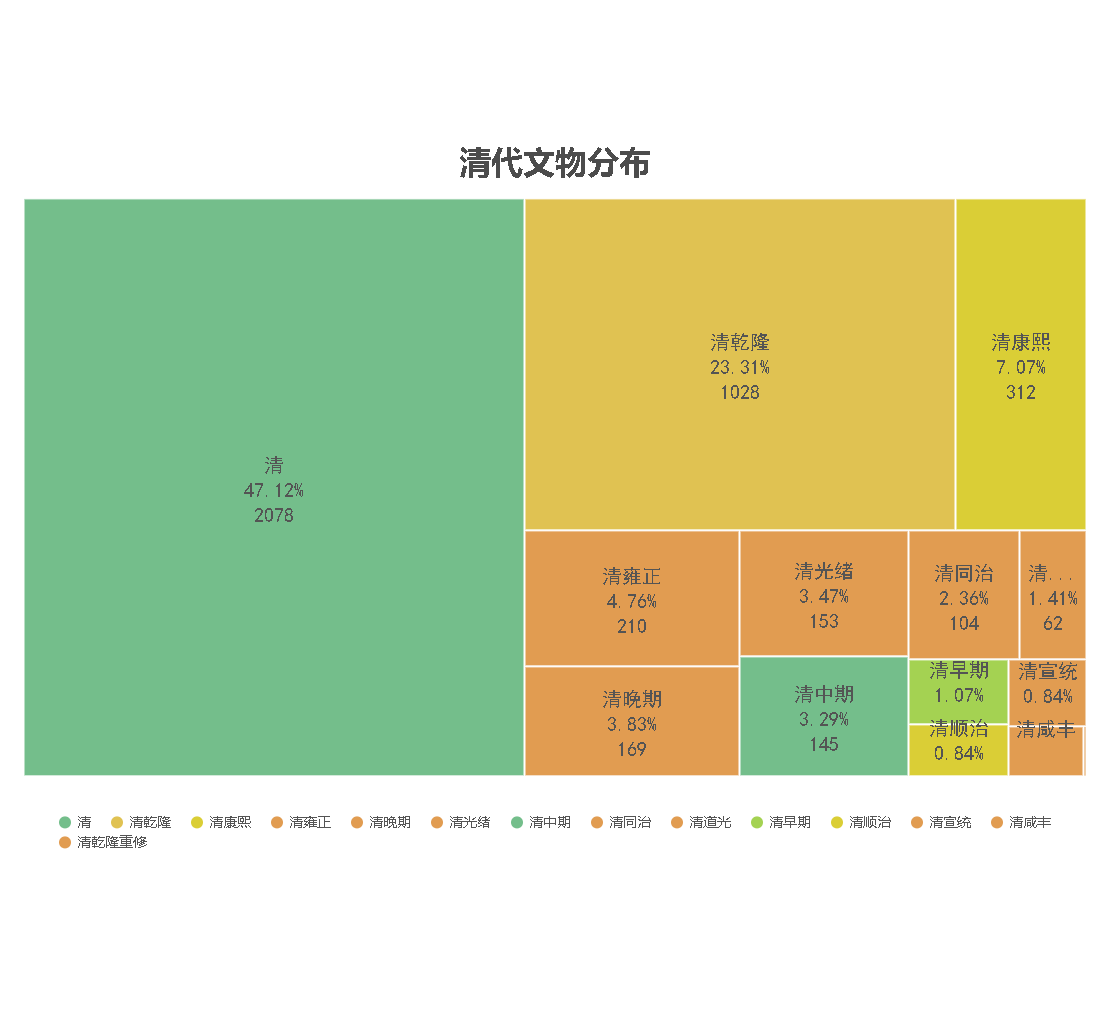 清代文物分布
清
47.12%
2078
清乾隆
23.31%
1028
清康熙
7.07%
312
清雍正
4.76%
210
清晚期
3.83%
169
清光绪
3.47%
153
清中期
3.29%
145
清同治
2.36%
104
清...
1.41%
62
清早期
1.07%
清顺治
0.84%
清宣统
0.84%
清咸丰
清 清乾隆 清康熙 清雍正 清晚期 清光绪 清中期 清同治 清道光 清早期 清顺治 清宣统 清咸丰
清乾隆重修